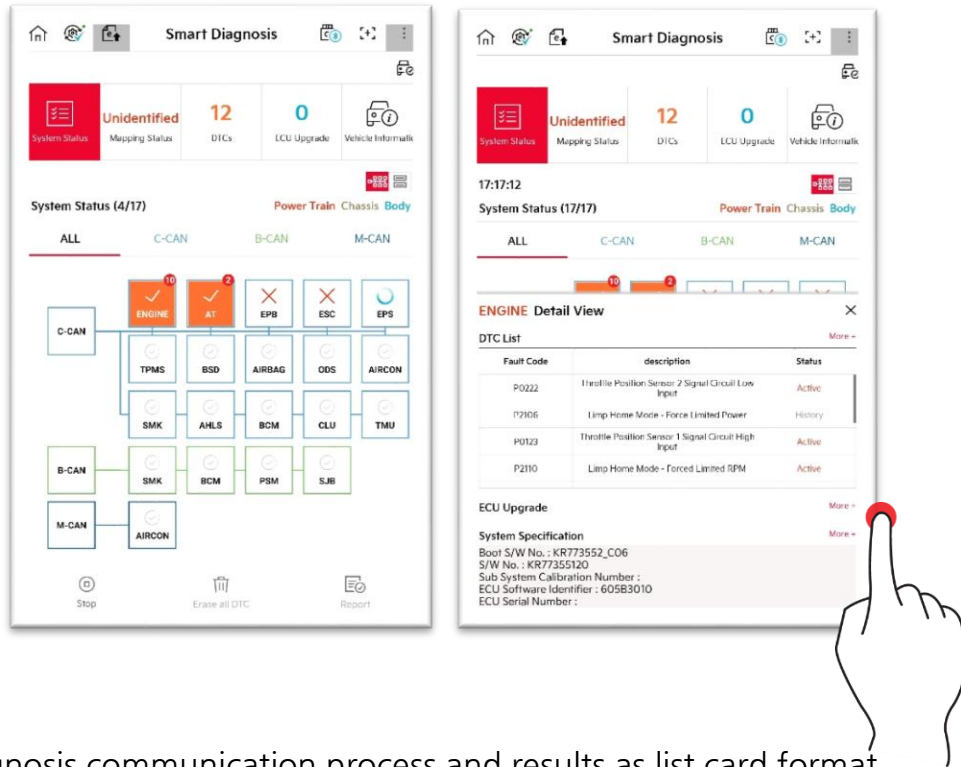 Smart Diagnosis
System Status
Unidentified
Mapping Status
12
DTCs
0
ECU Upgrade
Vehicle Informatic
System Status (4/17)
Power Train Chassis Body
ALL C-CAN B-CAN M-CAN
10 2
C-CAN
ENGINE AT EPB ESC EPS
TPMS BSD AIRBAG ODS AIRCON
SMK AHLS BCM CLU TMU
B-CAN
SMK BCM PSM SJB
M-CAN
AIRCON
Stop Erase all DTC Report
Smart Diagnosis
System Status
Unidentified
Mapping Status
12
DTCs
0
ECU Upgrade
Vehicle Informatic
17:17:12
System Status (17/17)
Power Train Chassis Body
ALL C-CAN B-CAN M-CAN
10 2
ENGINE Detail View
DTC List More +
Fault Code description Status
P0222 Throttle Position Sensor 2 Signal Circuit Low
Input Active
P2106 Limp Home Mode - Force Limited Power History
P0123 Throttle Position Sensor 1 Signal Circuit High
Input Active
P2110 Limp Home Mode - Forced Limited RPM Active
ECU Upgrade More +
System Specification More +
Boot S/W No. : KR773552_C06
S/W No. : KR77355120
Sub System Calibration Number :
ECU Software Identifier : 605B3010
ECU Serial Number :
gnosis communication process and results as list card format